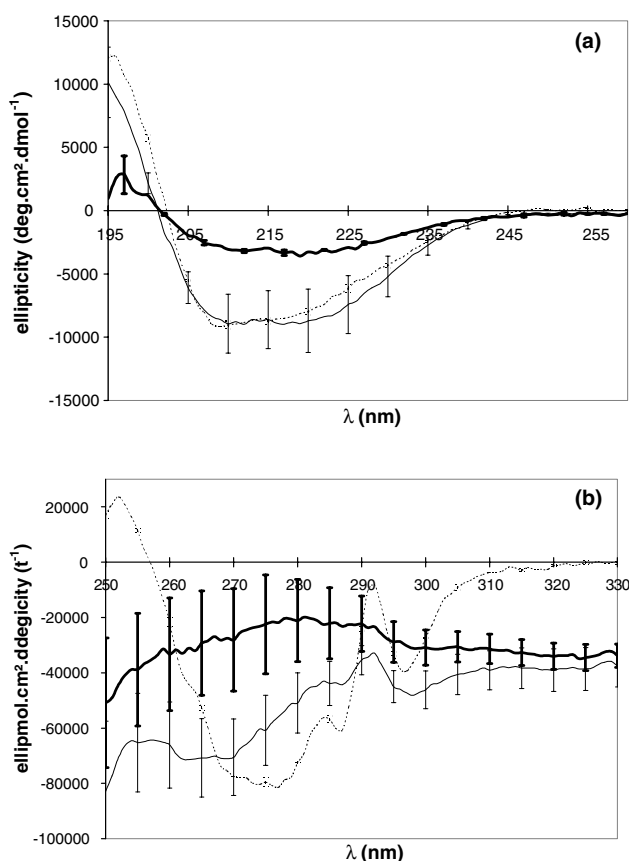 (a)
15000
10000
5000
0
-5000
-10000
-15000
195 205 215 225 235 245 255
ellipticity (deg.cm².dmol⁻¹)
λ (nm)
(b)
20000
0
-20000
-40000
-60000
-80000
-100000
250 260 270 280 290 300 310 320 330
ellipmol.cm².ddegicity (t⁻¹)
λ (nm)